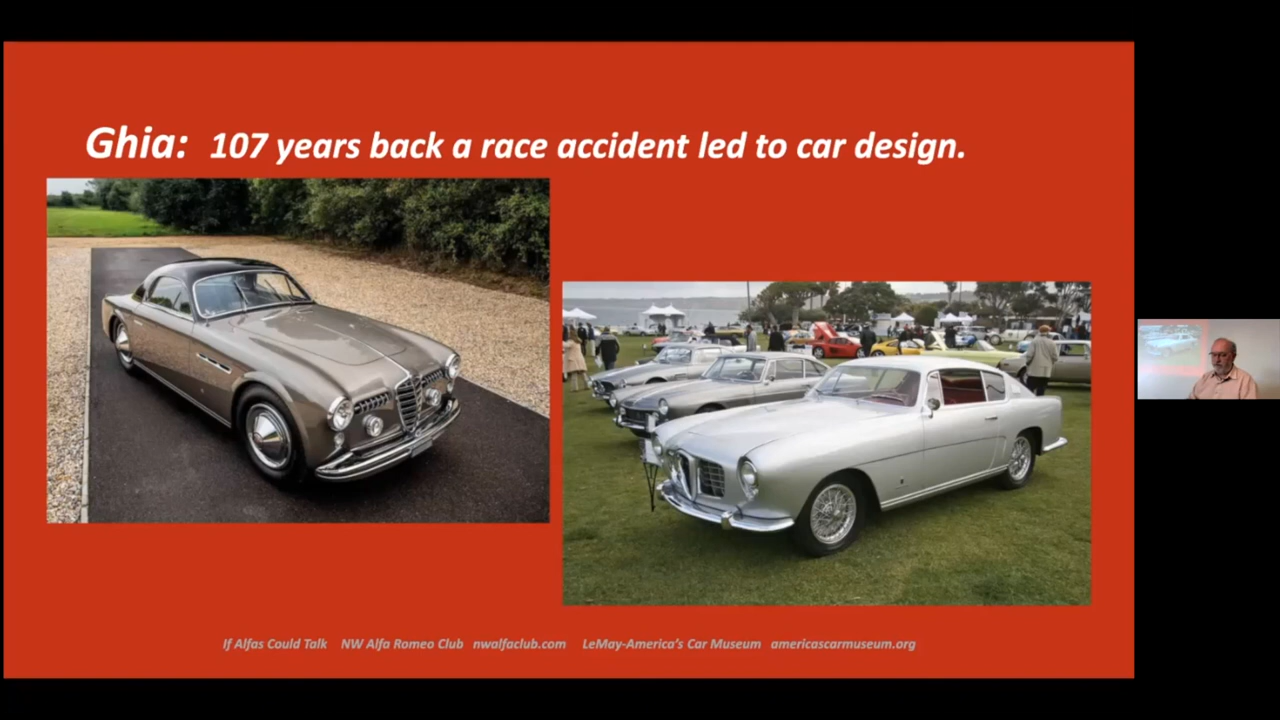 Ghia: 107 years back a race accident led to car design.
If Alfas Could Talk NW Alfa Romeo Club nwalfaclub.com LeMay-America's Car Museum americascarmuseum.org